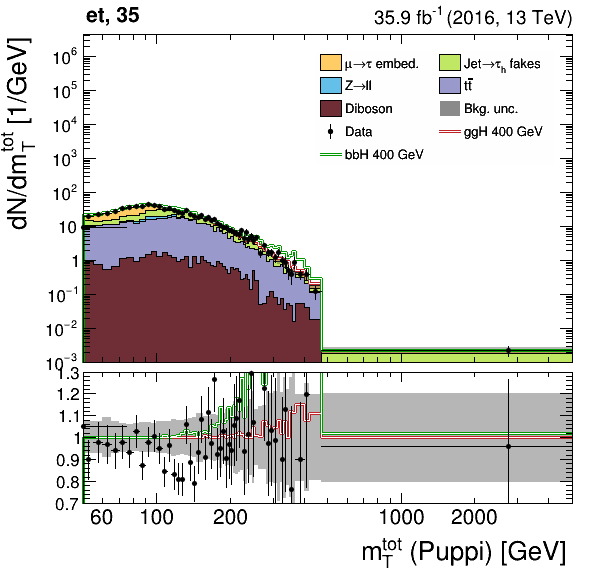 et, 35
35.9 fb⁻¹ (2016, 13 TeV)
dN/dm_T^tot [1/GeV]
10⁶
10⁵
10⁴
10³
10²
10
1
10⁻¹
10⁻²
10⁻³
μ→τ embed.
Jet→τ_h fakes
Z→ll
tt̄
Diboson
Bkg. unc.
Data
ggH 400 GeV
bbH 400 GeV
1.3
1.2
1.1
1
0.9
0.8
0.7
60 100 200 1000 2000
m_T^tot (Puppi) [GeV]